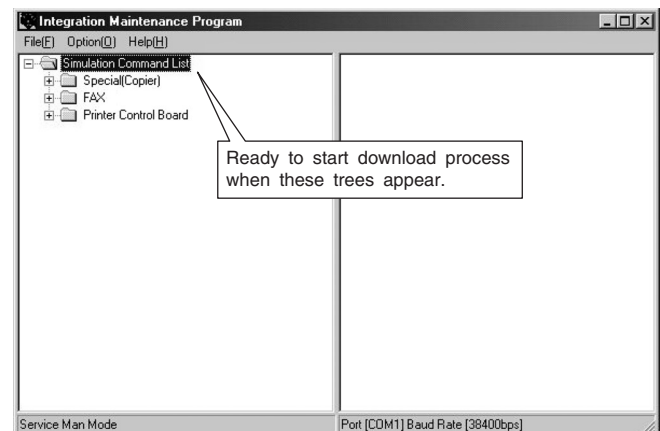 Integration Maintenance Program
File(F) Option(O) Help(H)
Simulation Command List
Special(Copier)
FAX
Printer Control Board
Ready to start download process
when these trees appear.
Service Man Mode
Port [COM1] Baud Rate [38400bps]